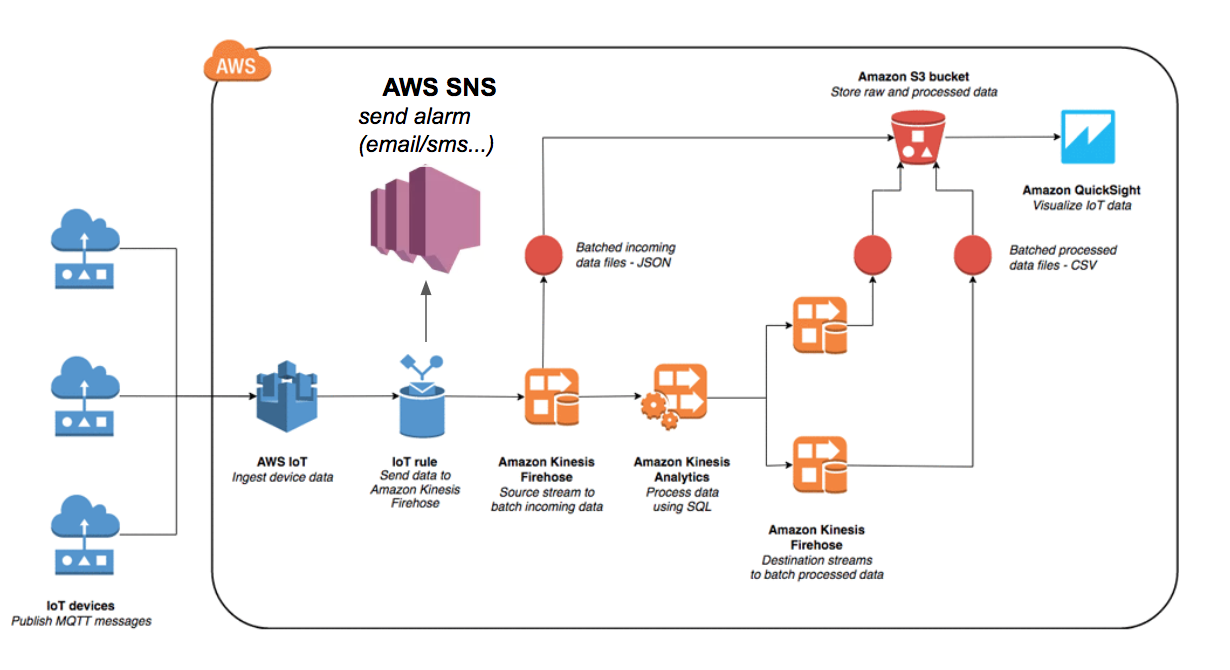 AWS
AWS SNS
send alarm
(email/sms...)
Amazon S3 bucket
Store raw and processed data
Amazon QuickSight
Visualize IoT data
Batched incoming
data files - JSON
Batched processed
data files - CSV
AWS IoT
Ingest device data
IoT rule
Send data to
Amazon Kinesis
Firehose
Amazon Kinesis
Firehose
Source stream to
batch incoming data
Amazon Kinesis
Analytics
Process data
using SQL
Amazon Kinesis
Firehose
Destination streams
to batch processed data
IoT devices
Publish MQTT messages